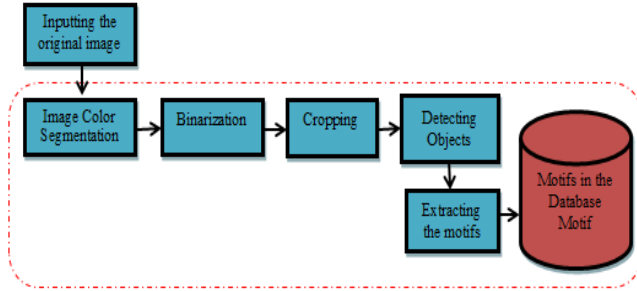 Inputting the
original image
Image Color
Segmentation
Binarization
Cropping
Detecting
Objects
Extracting
the motifs
Motifs in the
Database
Motif